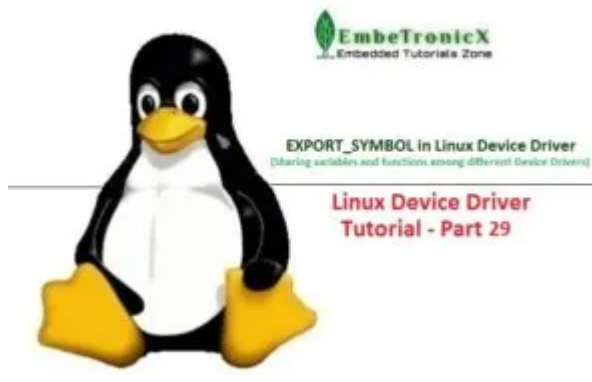 EmbeTronicX
Embedded Tutorials Zone
EXPORT_SYMBOL in Linux Device Driver
(Sharing variables and functions among different Device Drivers)
Linux Device Driver
Tutorial - Part 29